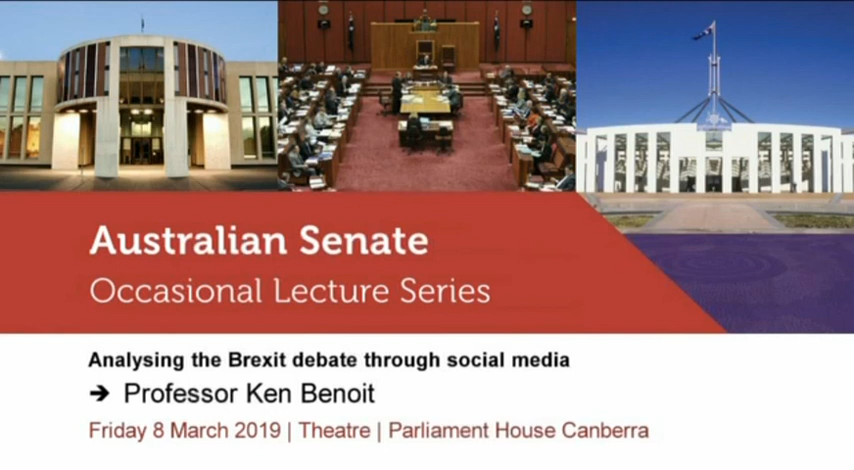 Australian Senate
Occasional Lecture Series
Analysing the Brexit debate through social media
➔ Professor Ken Benoit
Friday 8 March 2019 | Theatre | Parliament House Canberra